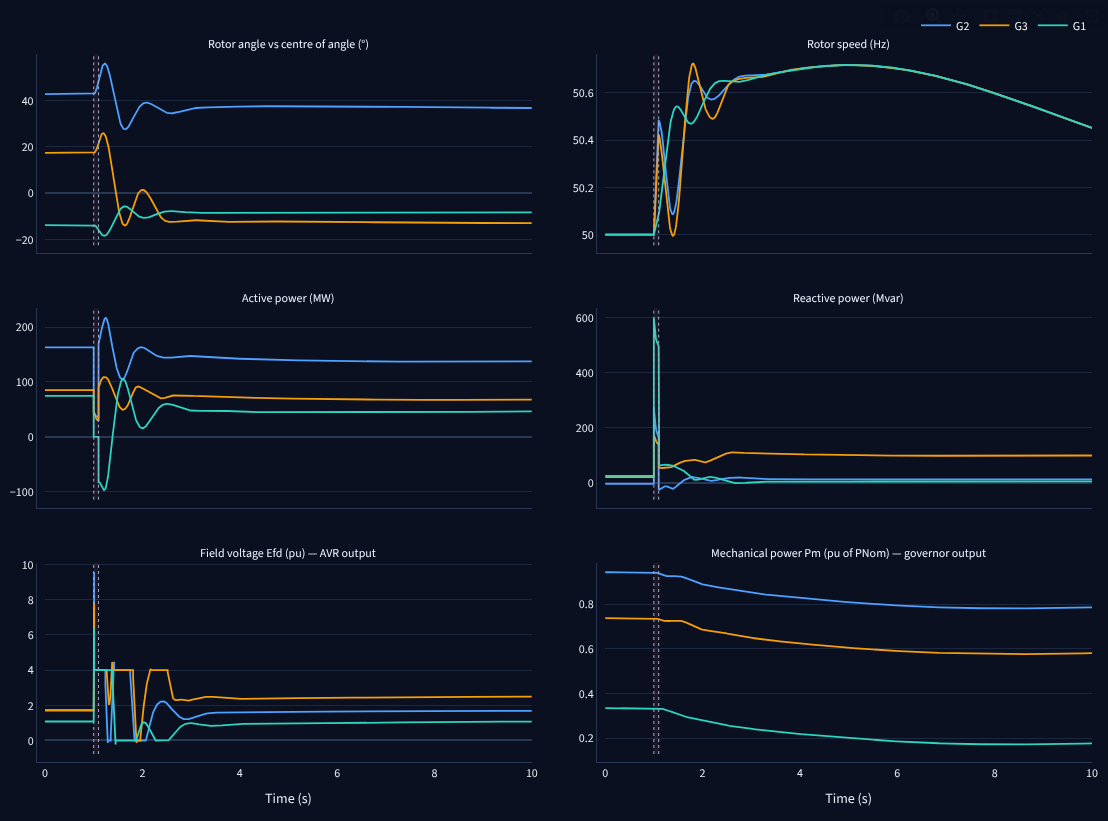 G2 G3 G1
Rotor angle vs centre of angle (°)
40
20
0
−20
Rotor speed (Hz)
50.6
50.4
50.2
50
Active power (MW)
200
100
0
−100
Reactive power (Mvar)
600
400
200
0
Field voltage Efd (pu) — AVR output
10
8
6
4
2
0
0 2 4 6 8 10
Time (s)
Mechanical power Pm (pu of PNom) — governor output
0.8
0.6
0.4
0.2
0 2 4 6 8 10
Time (s)